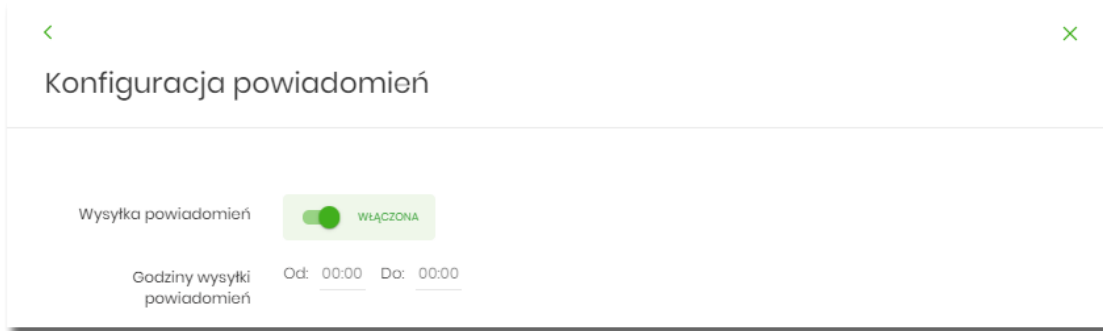 Konfiguracja powiadomień
Wysyłka powiadomień WŁĄCZONA
Godziny wysyłki Od: 00:00 Do: 00:00
powiadomień